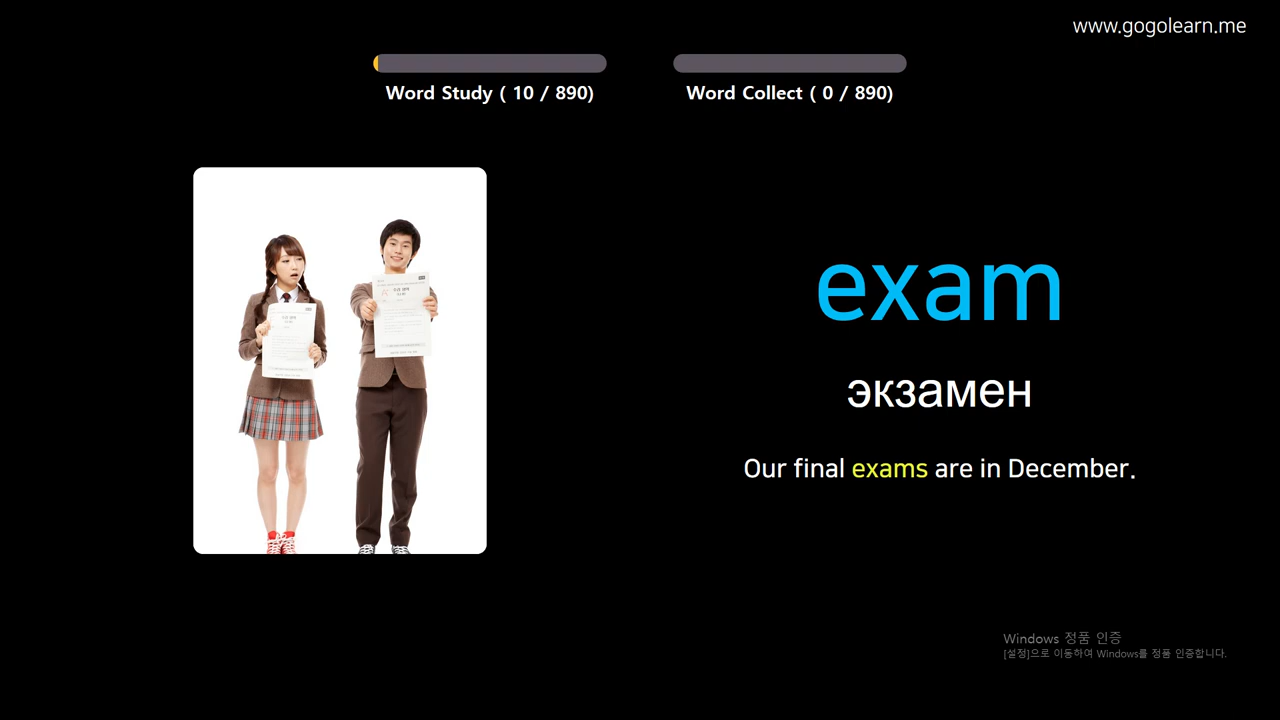 www.gogolearn.me
Word Study ( 10 / 890)
Word Collect ( 0 / 890)
exam
экзамен
Our final exams are in December.
Windows 정품 인증
[설정]으로 이동하여 Windows를 정품 인증합니다.